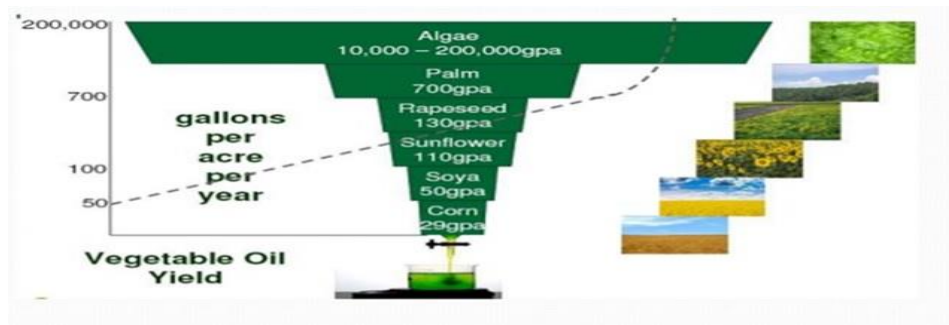 200,000
700
100
50
gallons
per
acre
per
year
Algae
10,000 – 200,000gpa
Palm
700gpa
Rapeseed
130gpa
Sunflower
110gpa
Soya
50gpa
Corn
29gpa
Vegetable Oil
Yield